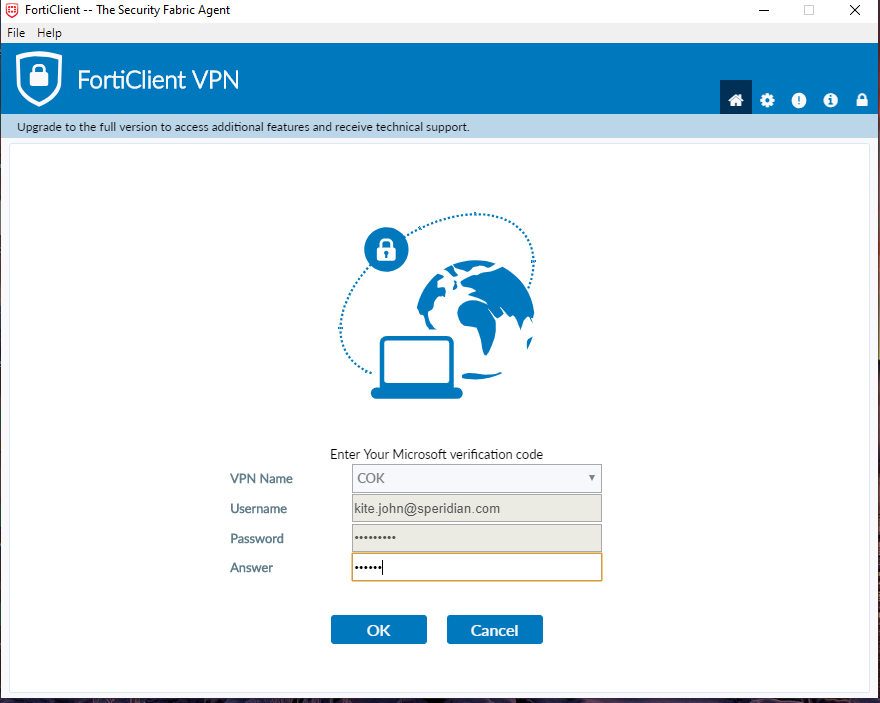 FortiClient -- The Security Fabric Agent
File Help
FortiClient VPN
Upgrade to the full version to access additional features and receive technical support.
Enter Your Microsoft verification code
VPN Name COK
Username kite.john@speridian.com
Password •••••••••
Answer ••••••
OK Cancel